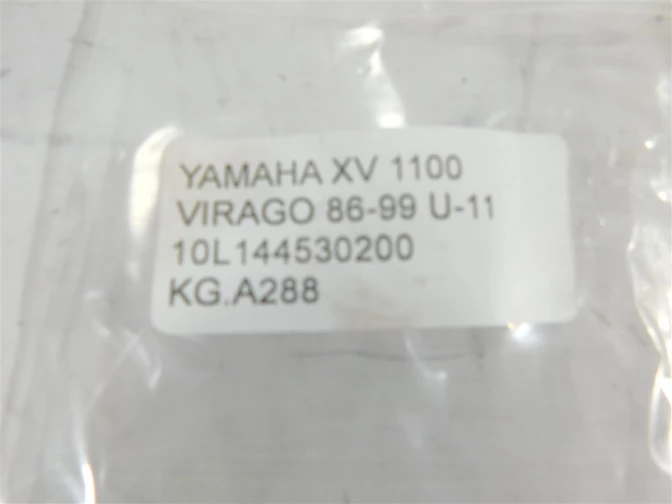 YAMAHA XV 1100
VIRAGO 86-99 U-11
10L144530200
KG.A288